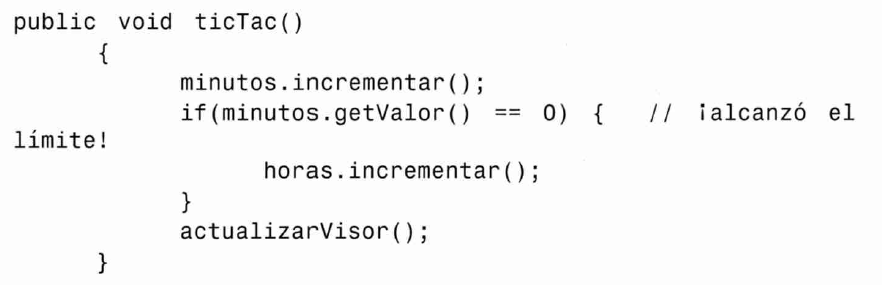 public void ticTac()
{
minutos.incrementar();
if(minutos.getValor() == 0) { // ¡alcanzó el
límite!
horas.incrementar();
}
actualizarVisor();
}